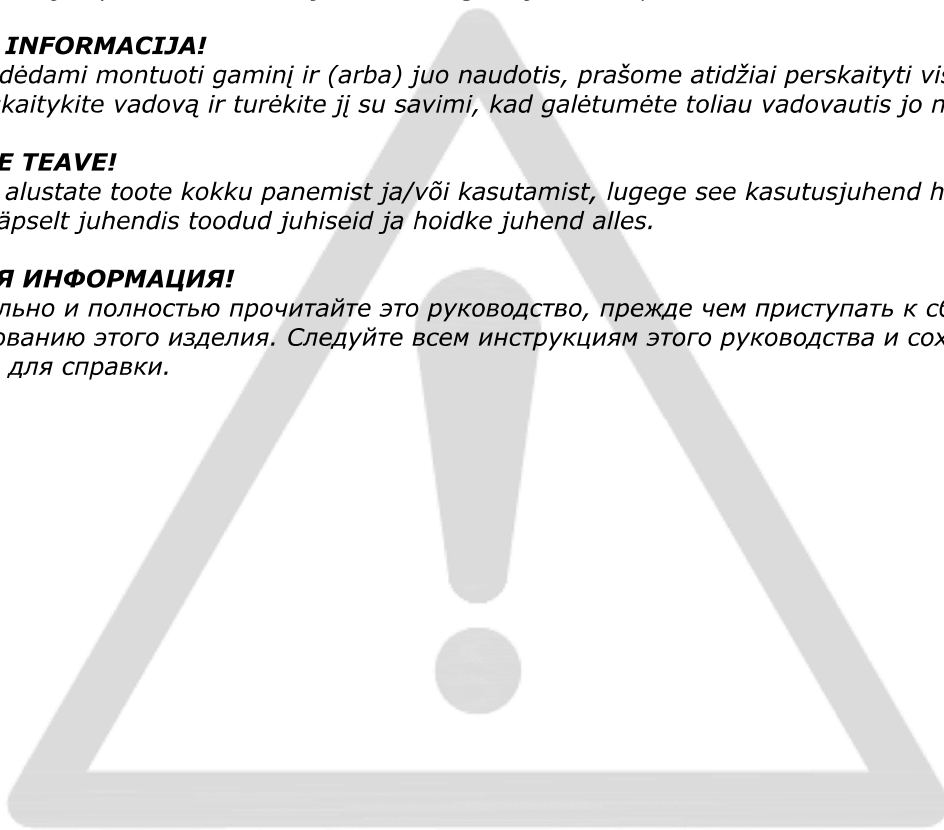 INFORMACIJA!
dėdami montuoti gaminį ir (arba) juo naudotis, prašome atidžiai perskaityti vis
kaitykite vadovą ir turėkite jį su savimi, kad galėtumėte toliau vadovautis jo n
E TEAVE!
alustate toote kokku panemist ja/või kasutamist, lugege see kasutusjuhend h
äpselt juhendis toodud juhiseid ja hoidke juhend alles.
Я ИНФОРМАЦИЯ!
льно и полностью прочитайте это руководство, прежде чем приступать к сб
ованию этого изделия. Следуйте всем инструкциям этого руководства и сох
для справки.